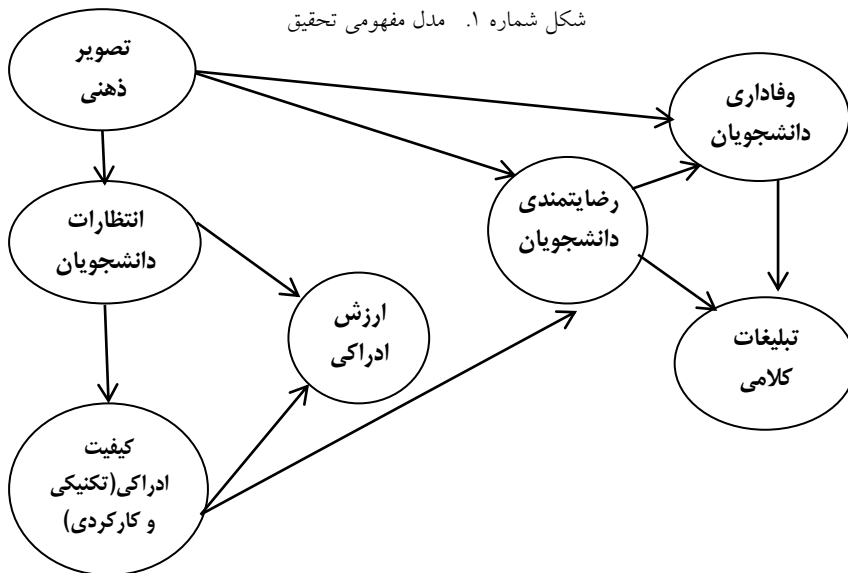 شکل شماره ۱. مدل مفهومی تحقیق
تصویر
ذهنی
وفاداری
دانشجویان
رضایتمندی
دانشجویان
انتظارات
دانشجویان
ارزش
ادراکی
تبلیغات
کلامی
کیفیت
ادراکی(تکنیکی
و کارکردی)